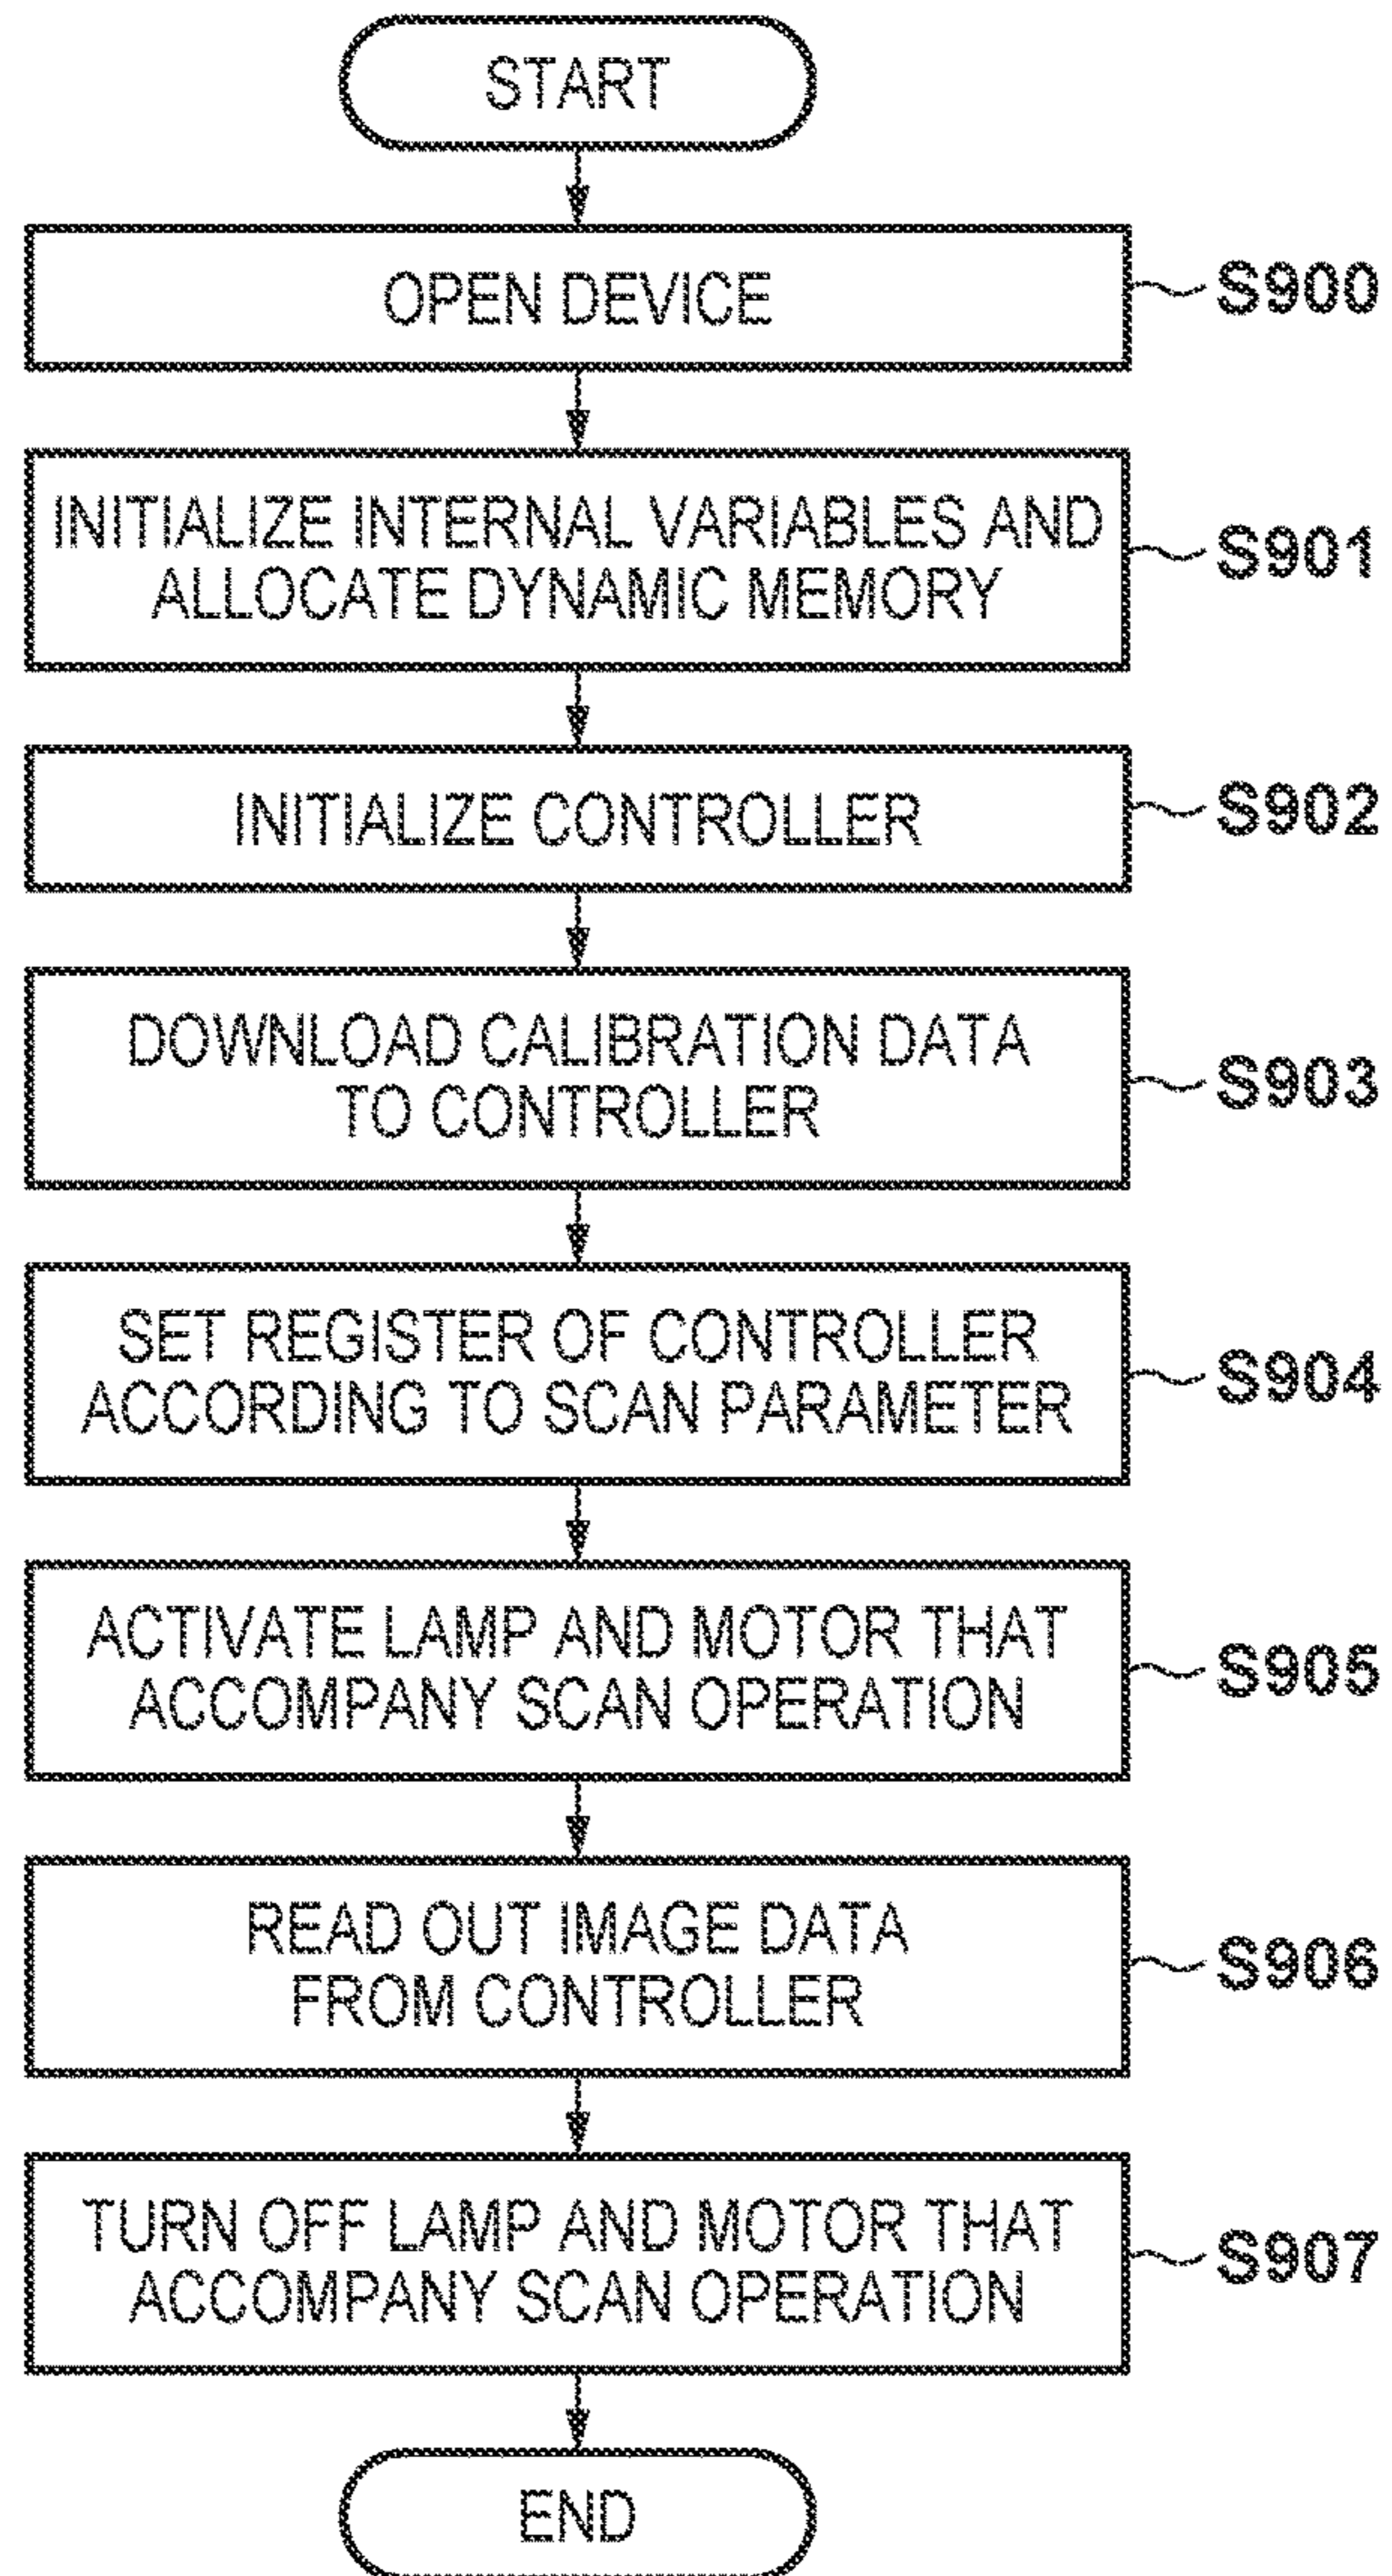 START
OPEN DEVICE
S900
INITIALIZE INTERNAL VARIABLES AND
ALLOCATE DYNAMIC MEMORY
S901
INITIALIZE CONTROLLER
S902
DOWNLOAD CALIBRATION DATA
TO CONTROLLER
S903
SET REGISTER OF CONTROLLER
ACCORDING TO SCAN PARAMETER
S904
ACTIVATE LAMP AND MOTOR THAT
ACCOMPANY SCAN OPERATION
S905
READ OUT IMAGE DATA
FROM CONTROLLER
S906
TURN OFF LAMP AND MOTOR THAT
ACCOMPANY SCAN OPERATION
S907
END